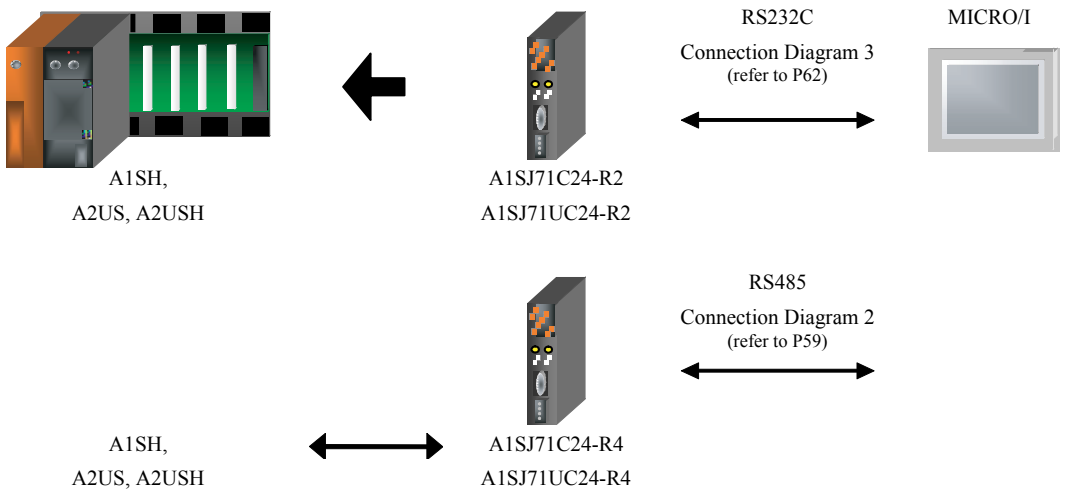 RS232C
MICRO/I
Connection Diagram 3
(refer to P62)
A1SH,
A2US, A2USH
A1SJ71C24-R2
A1SJ71UC24-R2
RS485
Connection Diagram 2
(refer to P59)
A1SH,
A2US, A2USH
A1SJ71C24-R4
A1SJ71UC24-R4